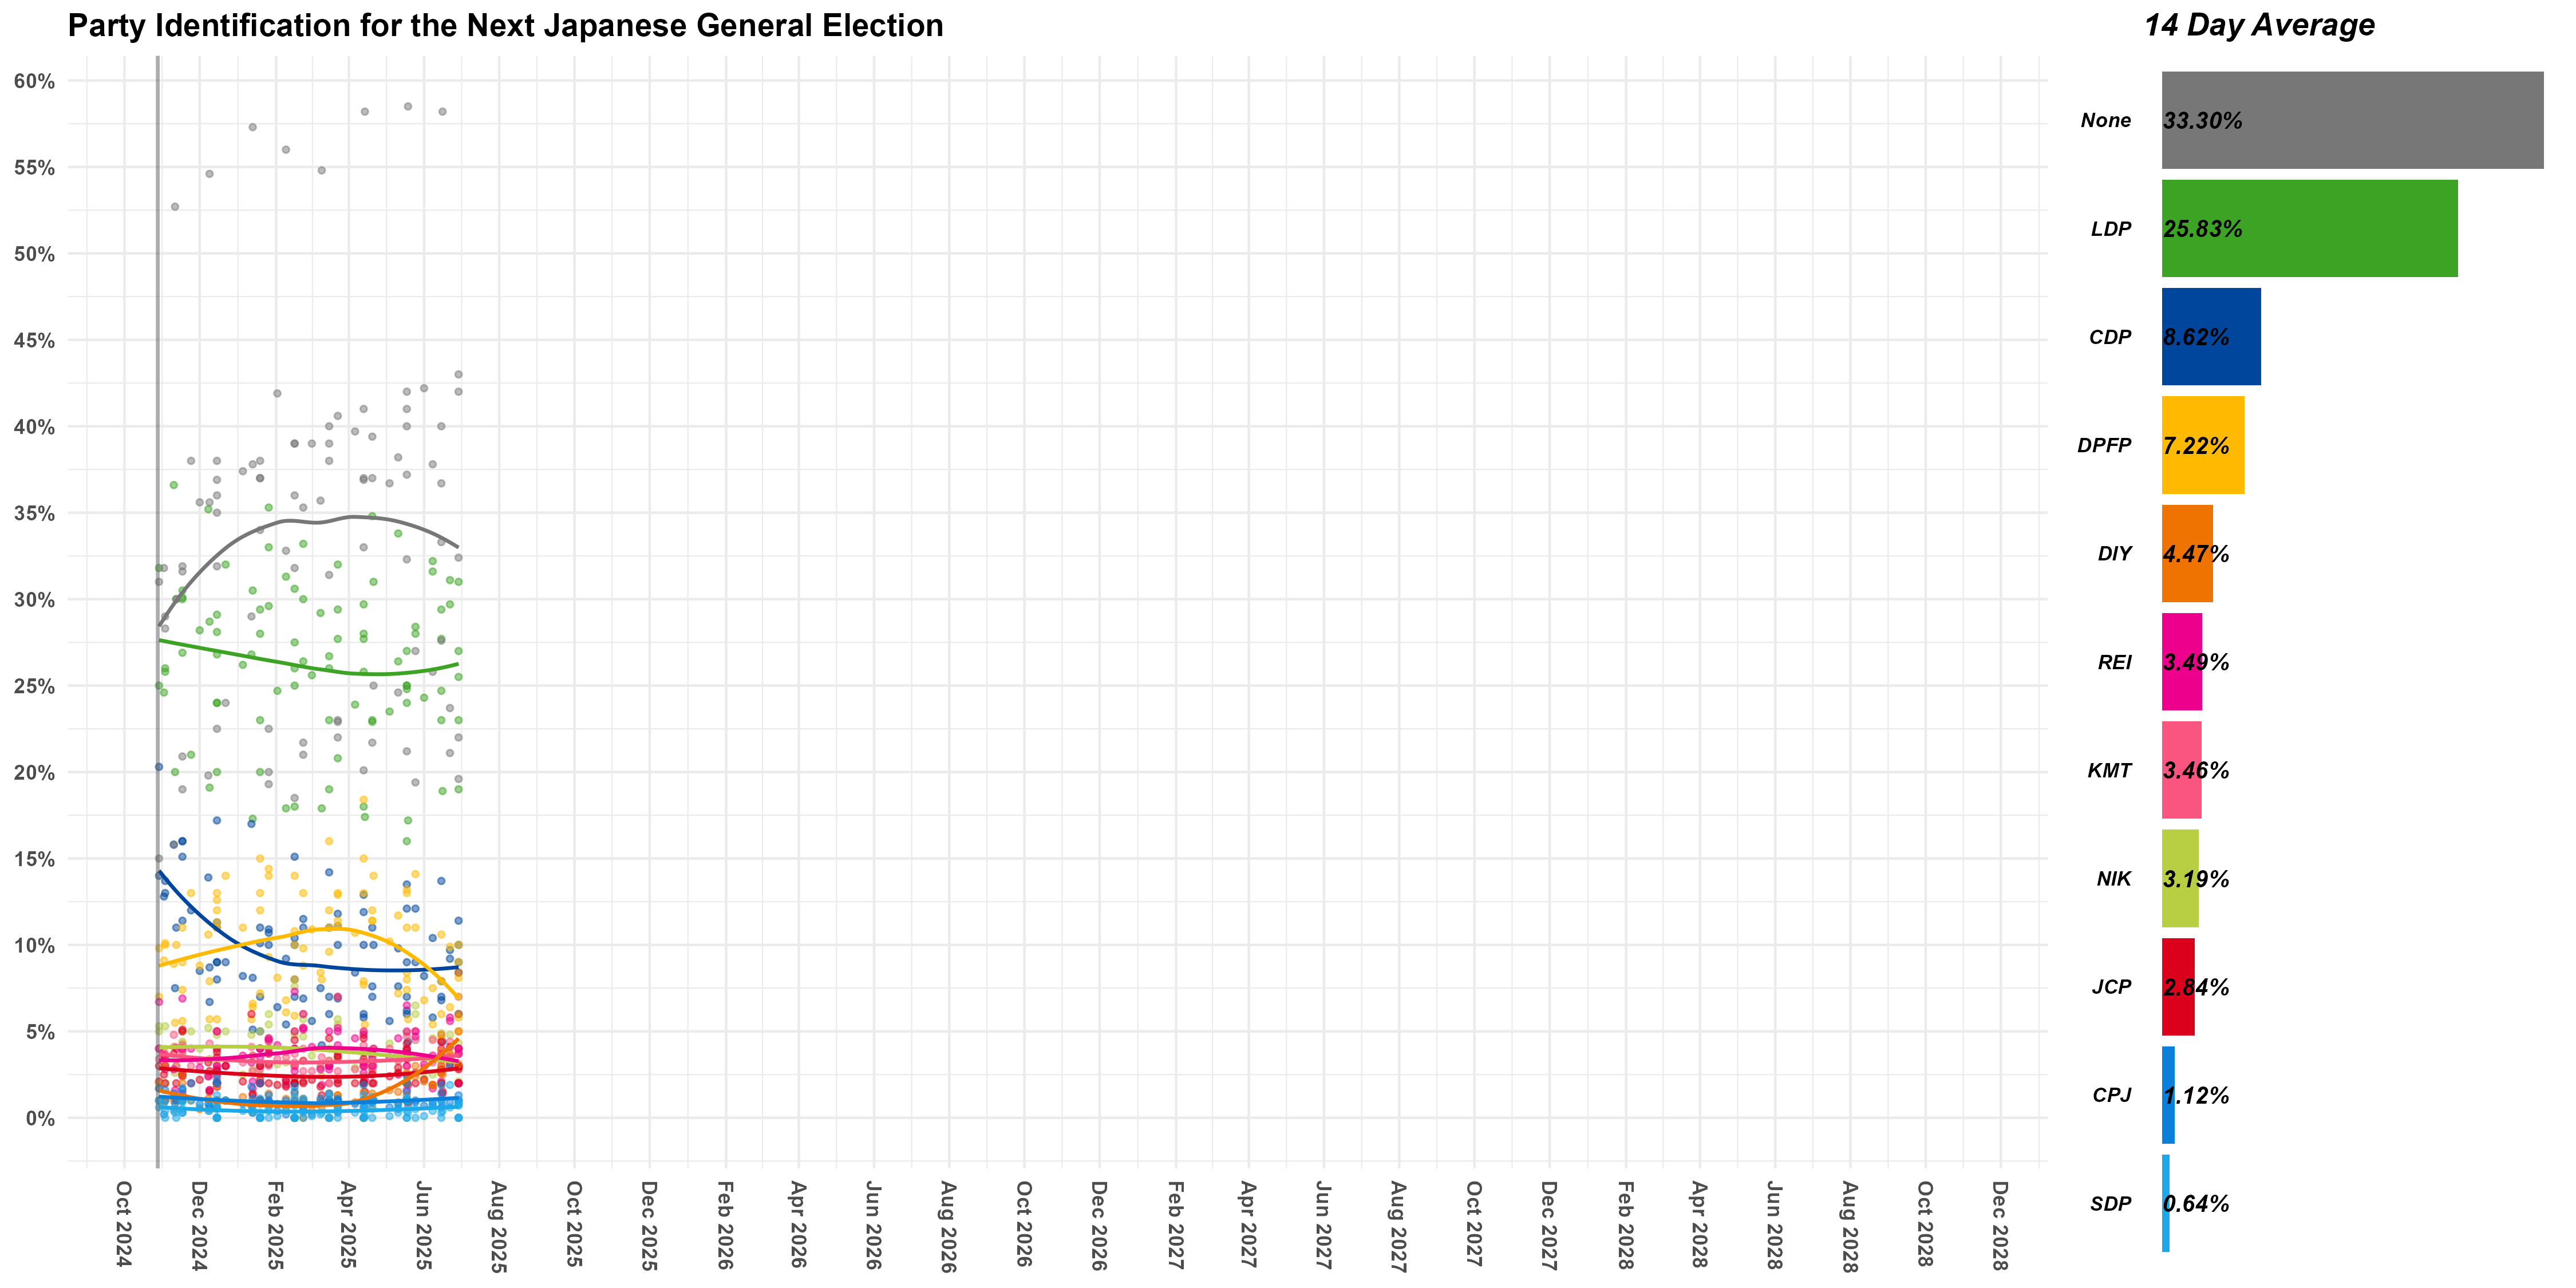 Party Identification for the Next Japanese General Election
14 Day Average
60%
55%
50%
45%
40%
35%
30%
25%
20%
15%
10%
5%
0%
Oct 2024
Dec 2024
Feb 2025
Apr 2025
Jun 2025
Aug 2025
Oct 2025
Dec 2025
Feb 2026
Apr 2026
Jun 2026
Aug 2026
Oct 2026
Dec 2026
Feb 2027
Apr 2027
Jun 2027
Aug 2027
Oct 2027
Dec 2027
Feb 2028
Apr 2028
Jun 2028
Aug 2028
Oct 2028
Dec 2028
None 33.30%
LDP 25.83%
CDP 8.62%
DPFP 7.22%
DIY 4.47%
REI 3.49%
KMT 3.46%
NIK 3.19%
JCP 2.84%
CPJ 1.12%
SDP 0.64%